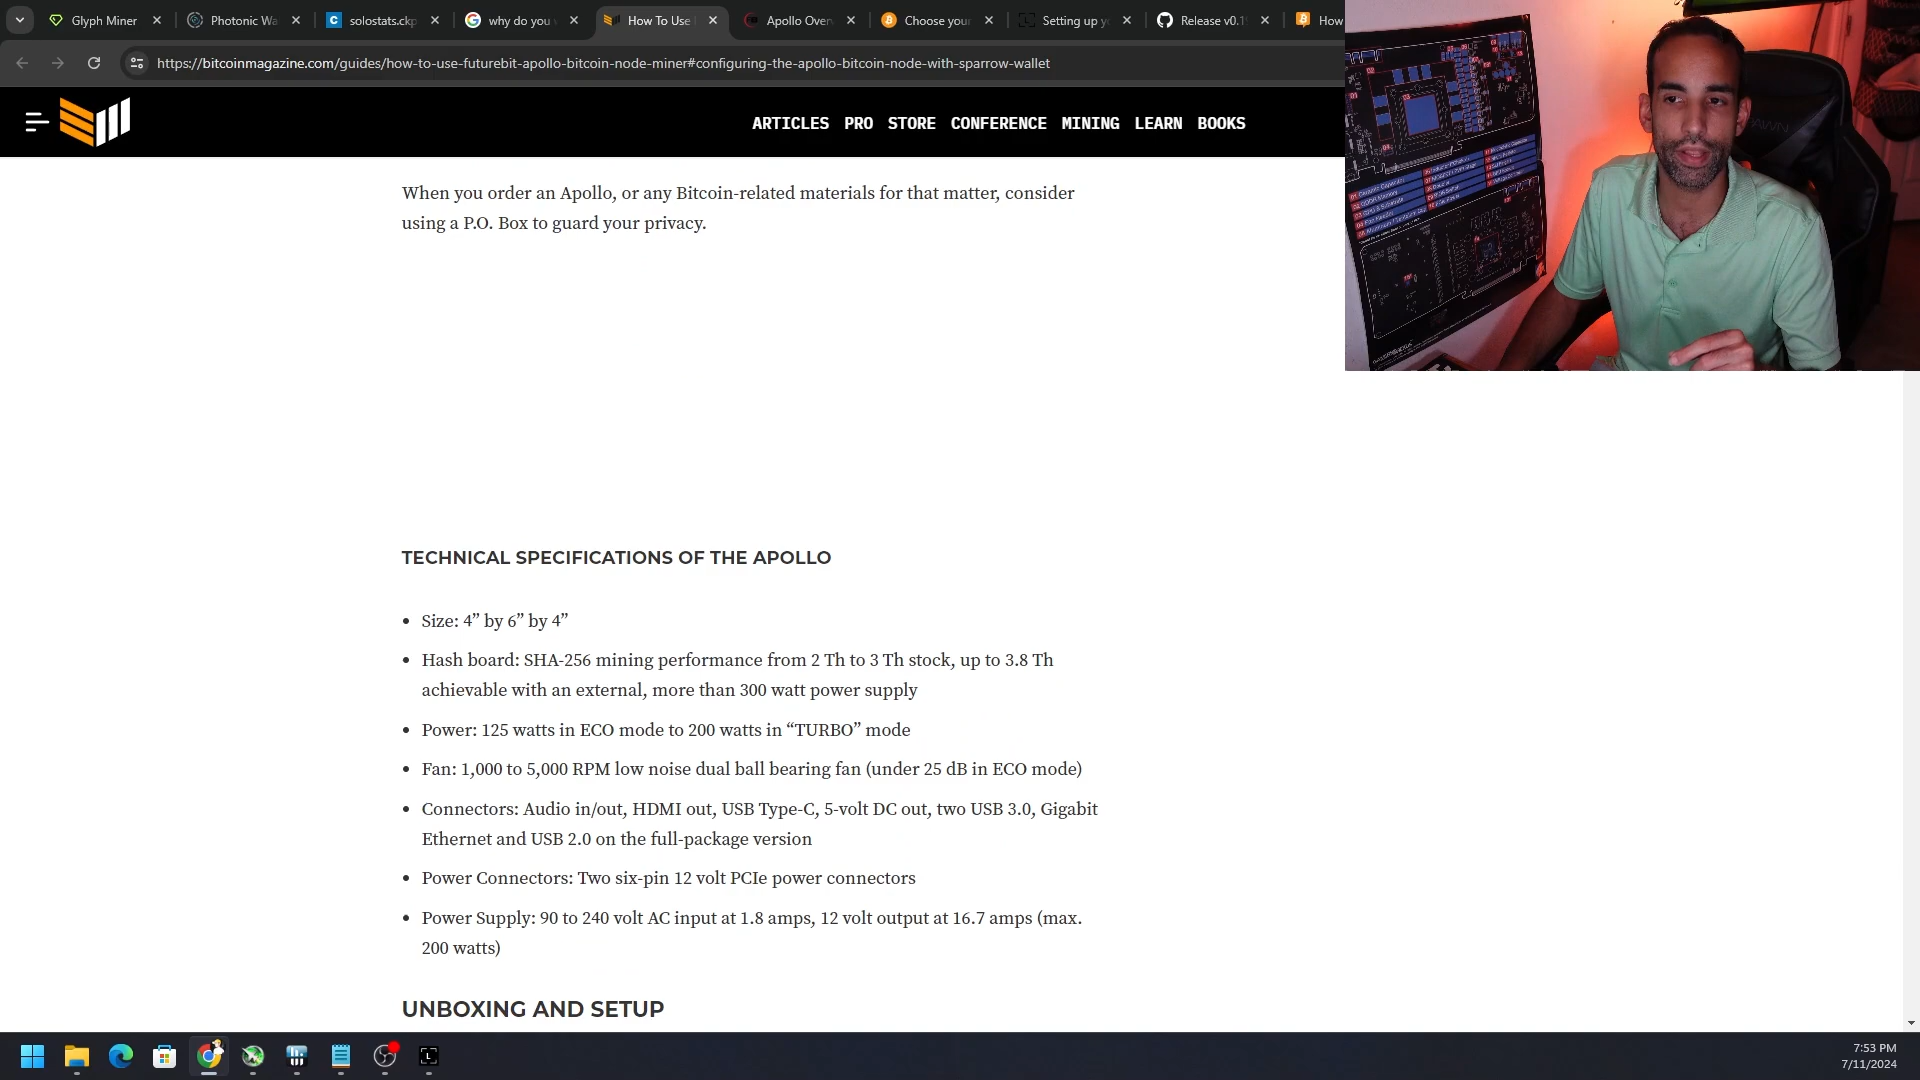 Glyph Miner
Photonic Wa
solostats.ckp
why do you
How To Use
Apollo Over
Choose your
Setting up yo
Release v0.1
How
https://bitcoinmagazine.com/guides/how-to-use-futurebit-apollo-bitcoin-node-miner#configuring-the-apollo-bitcoin-node-with-sparrow-wallet
ARTICLES PRO STORE CONFERENCE MINING LEARN BOOKS
When you order an Apollo, or any Bitcoin-related materials for that matter, consider
using a P.O. Box to guard your privacy.
TECHNICAL SPECIFICATIONS OF THE APOLLO
• Size: 4” by 6” by 4”
• Hash board: SHA-256 mining performance from 2 Th to 3 Th stock, up to 3.8 Th
achievable with an external, more than 300 watt power supply
• Power: 125 watts in ECO mode to 200 watts in “TURBO” mode
• Fan: 1,000 to 5,000 RPM low noise dual ball bearing fan (under 25 dB in ECO mode)
• Connectors: Audio in/out, HDMI out, USB Type-C, 5-volt DC out, two USB 3.0, Gigabit
Ethernet and USB 2.0 on the full-package version
• Power Connectors: Two six-pin 12 volt PCIe power connectors
• Power Supply: 90 to 240 volt AC input at 1.8 amps, 12 volt output at 16.7 amps (max.
200 watts)
UNBOXING AND SETUP
7:53 PM
7/11/2024